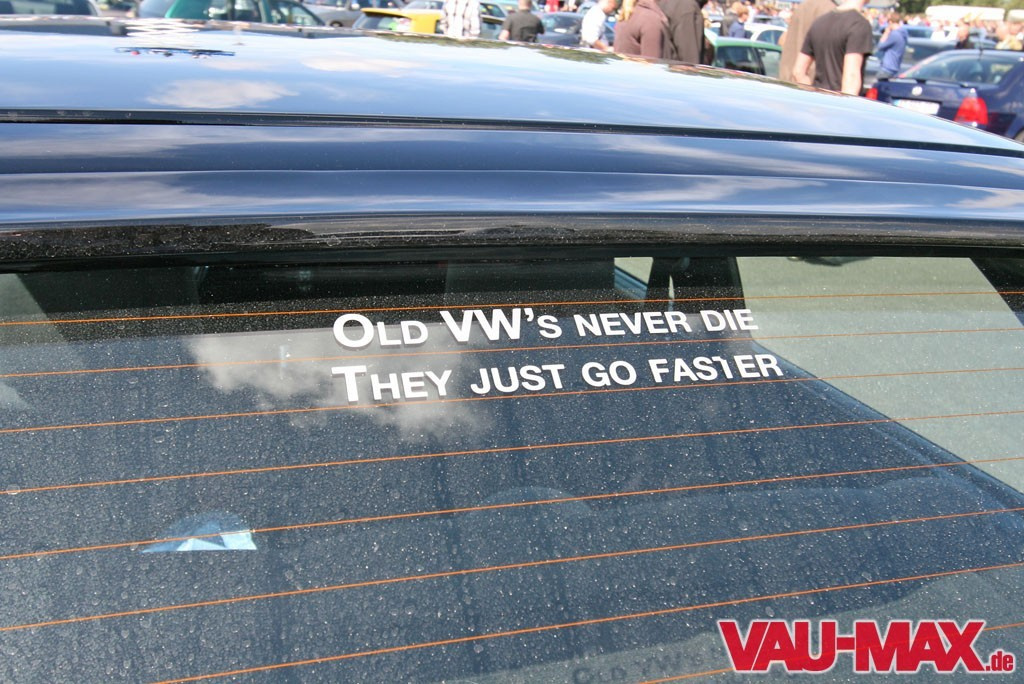 OLD VW'S NEVER DIE
THEY JUST GO FASTER
VAU-MAX.de